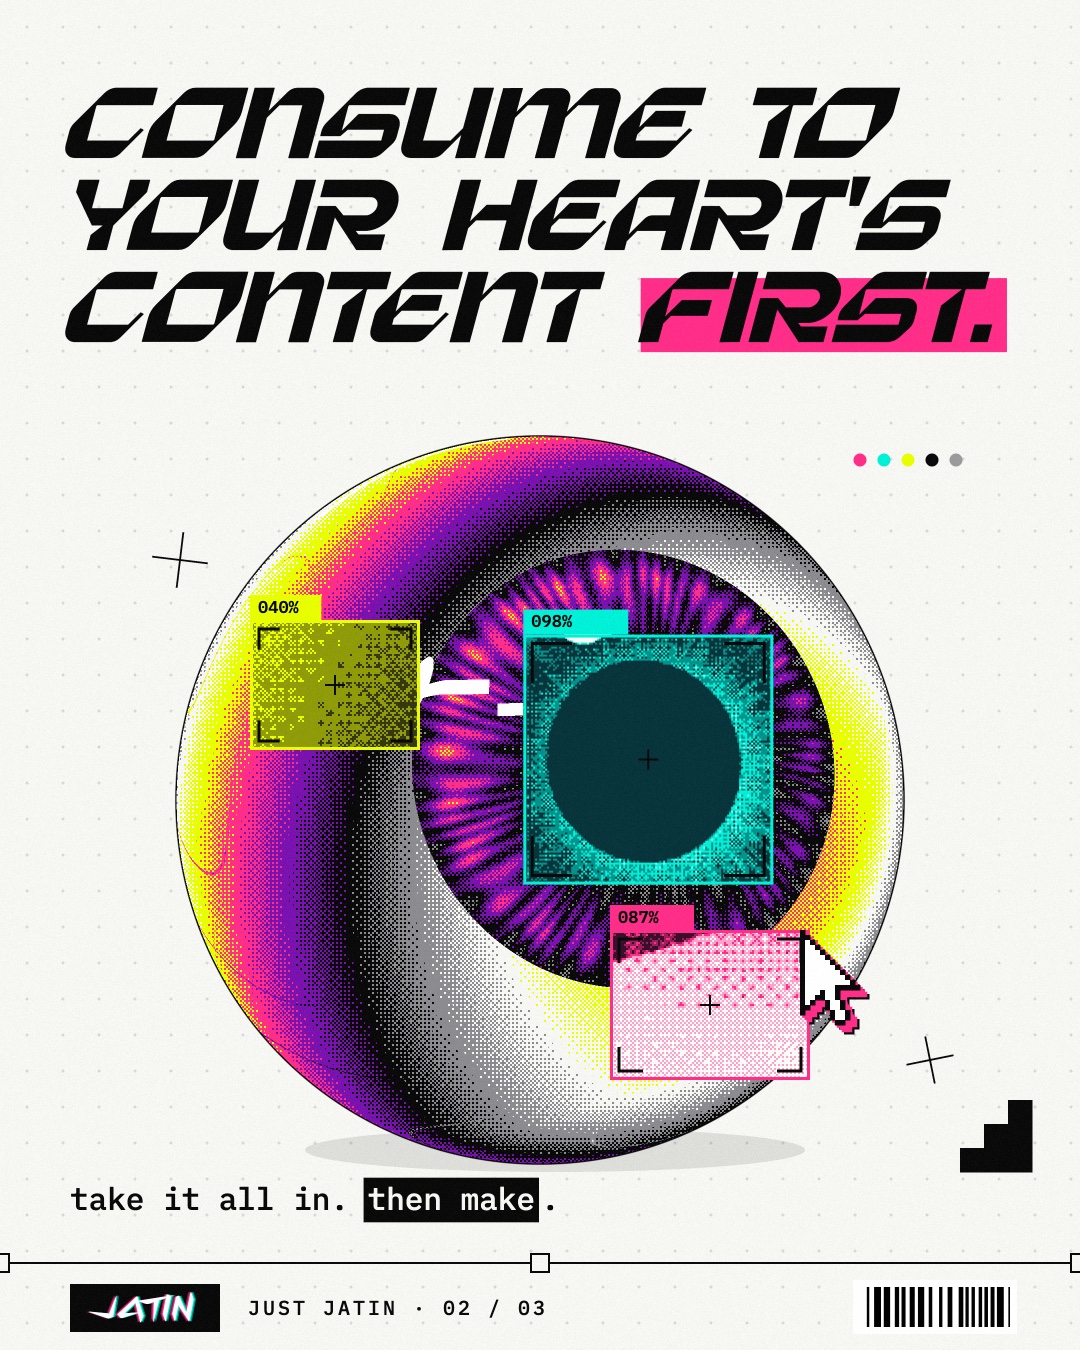 CONSUME TO
YOUR HEART'S
CONTENT FIRST.
040%
098%
087%
take it all in. then make.
JATIN
JUST JATIN · 02 / 03